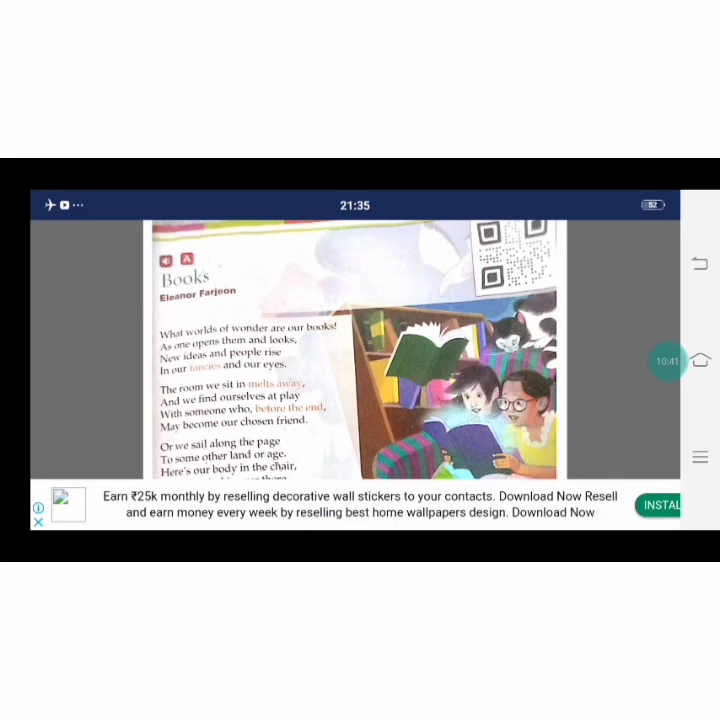 21:35
52
A
Books
Eleanor Farjeon
What worlds of wonder are our books!
As one opens them and looks,
New ideas and people rise
In our fancies and our eyes.
The room we sit in melts away,
And we find ourselves at play
With someone who, before the end,
May become our chosen friend.
Or we sail along the page
To some other land or age.
Here's our body in the chair,
10:41
Earn ₹25k monthly by reselling decorative wall stickers to your contacts. Download Now Resell
and earn money every week by reselling best home wallpapers design. Download Now
INSTAL